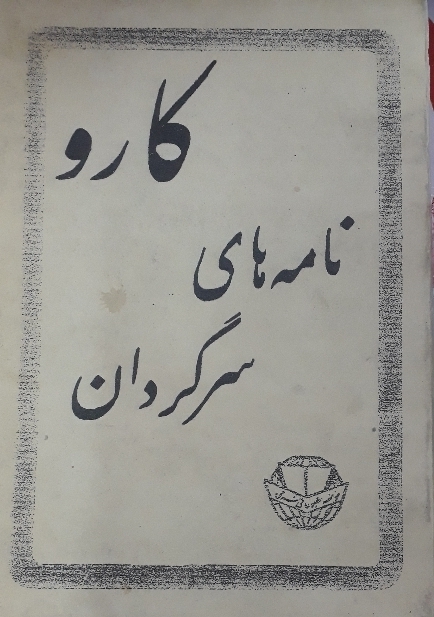 کارو
نامه های
سرگردان